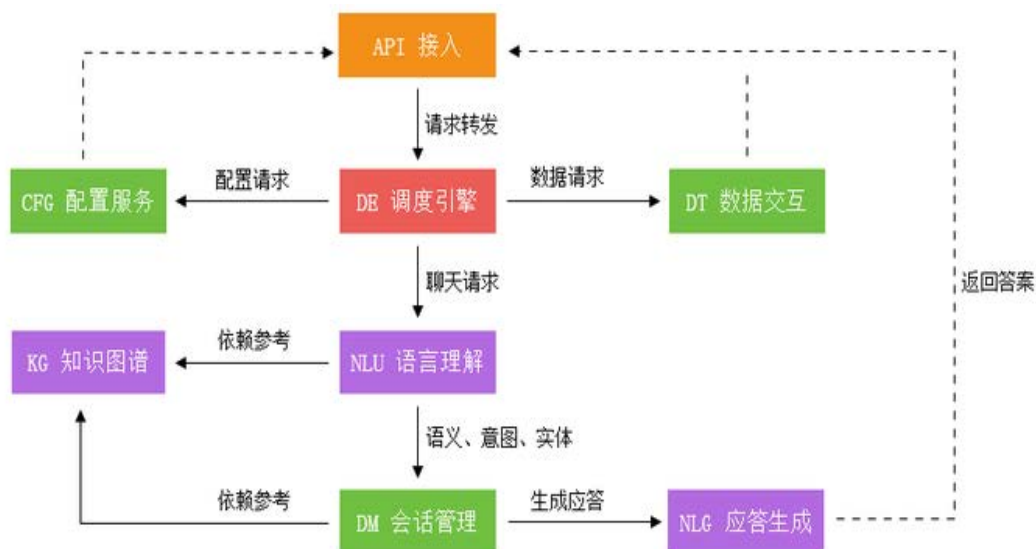 API 接入
请求转发
配置请求
数据请求
CFG 配置服务
DE 调度引擎
DT 数据交互
聊天请求
返回答案
依赖参考
KG 知识图谱
NLU 语言理解
语义、意图、实体
依赖参考
生成应答
DM 会话管理
NLG 应答生成